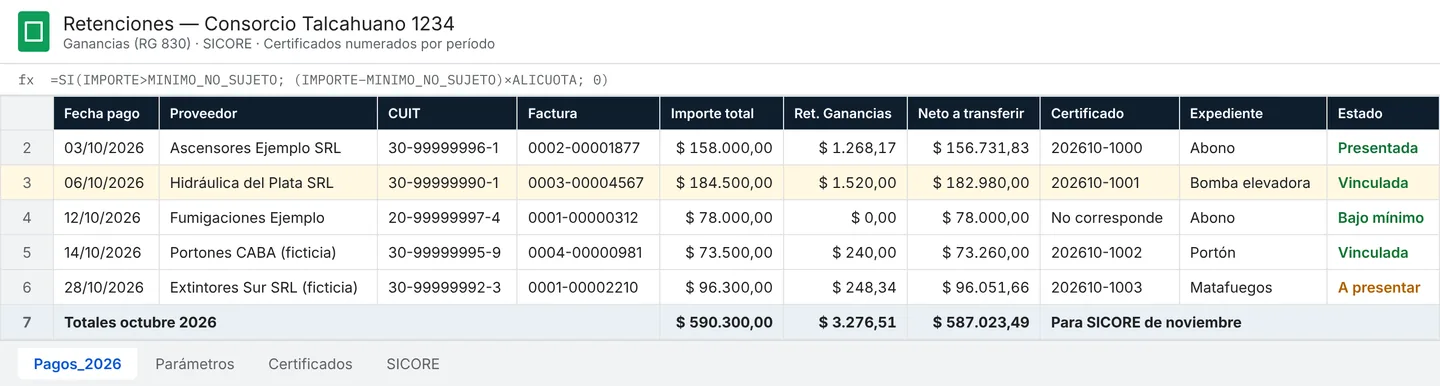 Retenciones — Consorcio Talcahuano 1234
Ganancias (RG 830) · SICORE · Certificados numerados por período
fx =SI(IMPORTE>MINIMO_NO_SUJETO; (IMPORTE−MINIMO_NO_SUJETO)×ALICUOTA; 0)
Fecha pago Proveedor CUIT Factura Importe total Ret. Ganancias Neto a transferir Certificado Expediente Estado
2 03/10/2026 Ascensores Ejemplo SRL 30-99999996-1 0002-00001877 $ 158.000,00 $ 1.268,17 $ 156.731,83 202610-1000 Abono Presentada
3 06/10/2026 Hidráulica del Plata SRL 30-99999990-1 0003-00004567 $ 184.500,00 $ 1.520,00 $ 182.980,00 202610-1001 Bomba elevadora Vinculada
4 12/10/2026 Fumigaciones Ejemplo 20-99999997-4 0001-00000312 $ 78.000,00 $ 0,00 $ 78.000,00 No corresponde Abono Bajo mínimo
5 14/10/2026 Portones CABA (ficticia) 30-99999995-9 0004-00000981 $ 73.500,00 $ 240,00 $ 73.260,00 202610-1002 Portón Vinculada
6 28/10/2026 Extintores Sur SRL (ficticia) 30-99999992-3 0001-00002210 $ 96.300,00 $ 248,34 $ 96.051,66 202610-1003 Matafuegos A presentar
7 Totales octubre 2026 $ 590.300,00 $ 3.276,51 $ 587.023,49 Para SICORE de noviembre
Pagos_2026 Parámetros Certificados SICORE